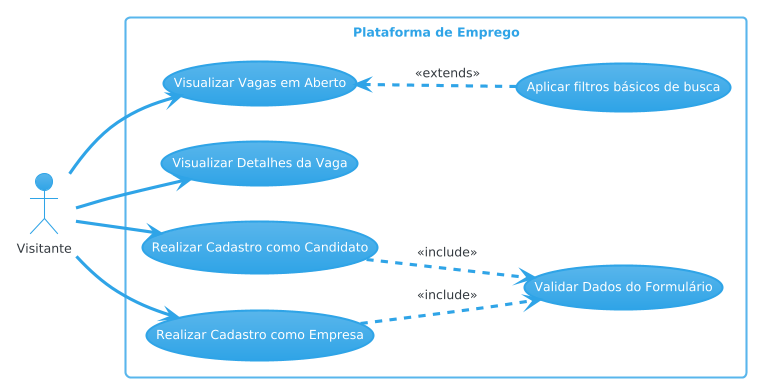 Plataforma de Emprego
Visualizar Vagas em Aberto
«extends»
Aplicar filtros básicos de busca
Visualizar Detalhes da Vaga
Visitante
Realizar Cadastro como Candidato
«include»
Validar Dados do Formulário
«include»
Realizar Cadastro como Empresa